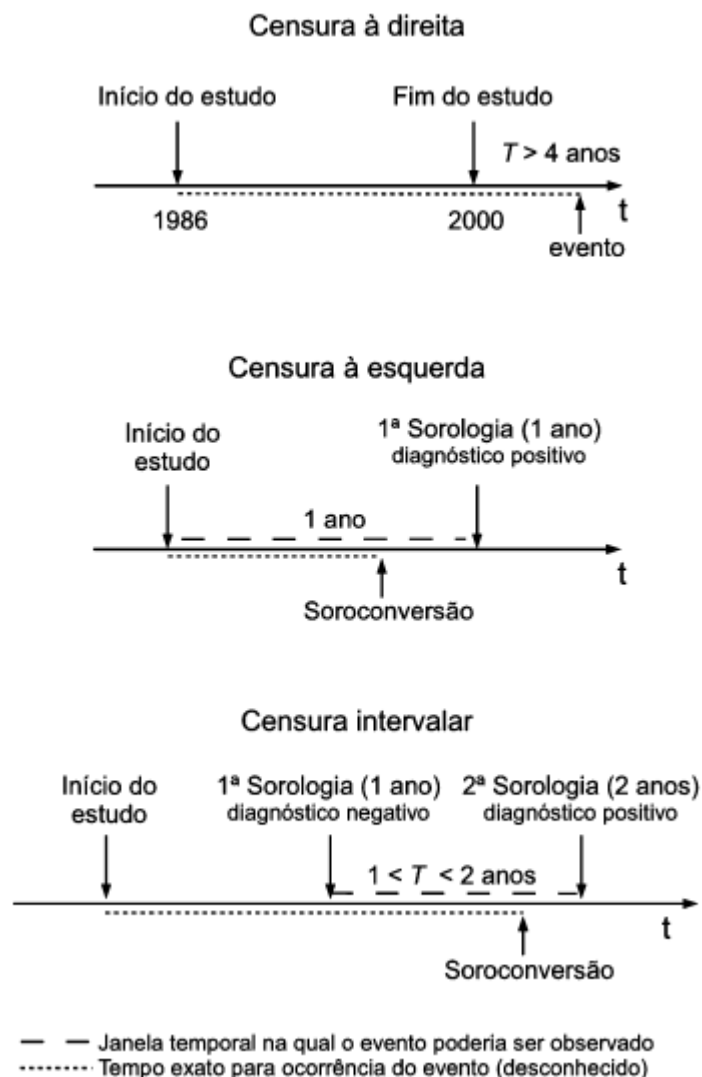 Censura à direita
Início do estudo Fim do estudo
T > 4 anos
1986 2000 t
evento
Censura à esquerda
Início do estudo
1ª Sorologia (1 ano)
diagnóstico positivo
1 ano
t
Soroconversão
Censura intervalar
Início do estudo
1ª Sorologia (1 ano)
diagnóstico negativo
2ª Sorologia (2 anos)
diagnóstico positivo
1 < T < 2 anos
t
Soroconversão
Janela temporal na qual o evento poderia ser observado
Tempo exato para ocorrência do evento (desconhecido)